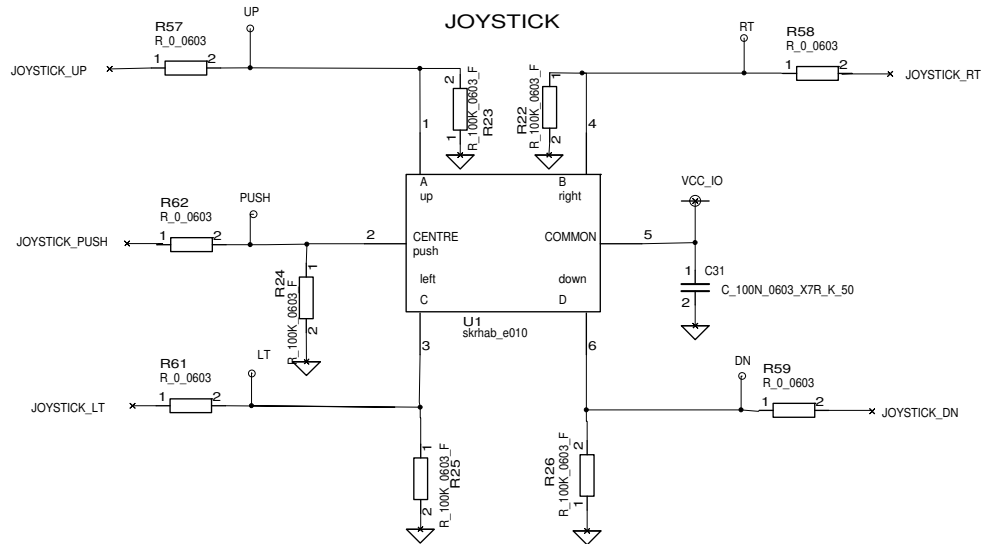 JOYSTICK
R57
R_0_0603
1 2
JOYSTICK_UP
UP
2
1
R_100K_0603_F
R23
1
R22
R_100K_0603_F
1
2
4
RT
R58
R_0_0603
1 2
JOYSTICK_RT
A
up
B
right
CENTRE
push
COMMON
left
down
C
D
U1
skrhab_e010
PUSH
R62
R_0_0603
1 2
JOYSTICK_PUSH
2
R24
R_100K_0603_F
1
2
5
VCC_IO
1
2
C31
C_100N_0603_X7R_K_50
3
6
LT
R61
R_0_0603
1 2
JOYSTICK_LT
1
2
R_100K_0603_F
R25
R26
R_100K_0603_F
2
1
DN
R59
R_0_0603
1 2
JOYSTICK_DN